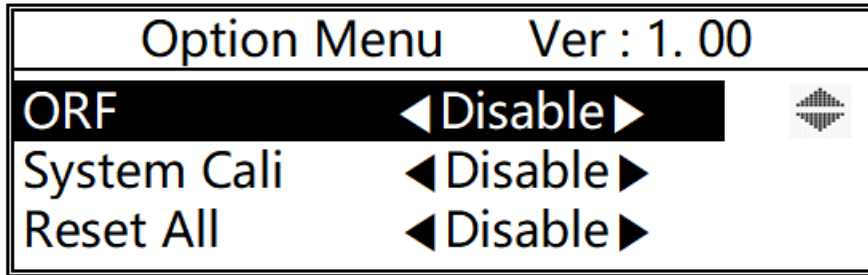 Option Menu Ver : 1. 00
ORF ◀Disable▶
System Cali ◀Disable▶
Reset All ◀Disable▶